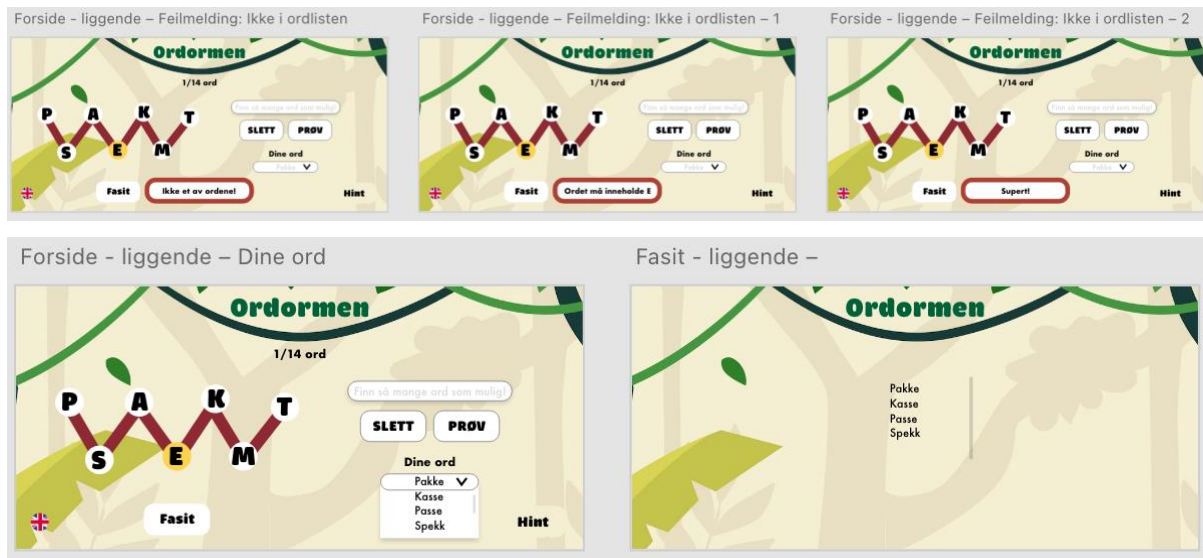 Forside - liggende – Feilmelding: Ikke i ordlisten
Ordormen
1/14 ord
P A K T
S E M
Finn så mange ord som mulig!
SLETT PRØV
Dine ord
Pakke
Fasit Ikke et av ordene! Hint
Forside - liggende – Feilmelding: Ikke i ordlisten – 1
Ordormen
1/14 ord
P A K T
S E M
Finn så mange ord som mulig!
SLETT PRØV
Dine ord
Pakke
Fasit Ordet må inneholde E Hint
Forside - liggende – Feilmelding: Ikke i ordlisten – 2
Ordormen
1/14 ord
P A K T
S E M
Finn så mange ord som mulig!
SLETT PRØV
Dine ord
Pakke
Fasit Supert! Hint
Forside - liggende – Dine ord
Ordormen
1/14 ord
P A K T
S E M
Finn så mange ord som mulig!
SLETT PRØV
Dine ord
Pakke
Kasse
Passe
Spekk
Fasit Hint
Fasit - liggende –
Ordormen
Pakke
Kasse
Passe
Spekk